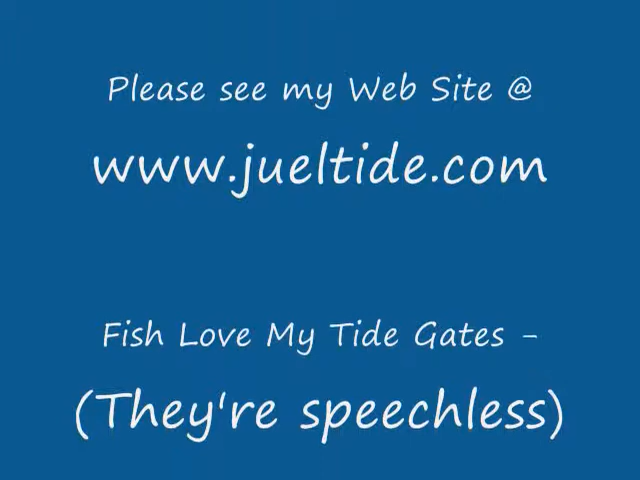 Please see my Web Site @
www.jueltide.com
Fish Love My Tide Gates -
(They're speechless)